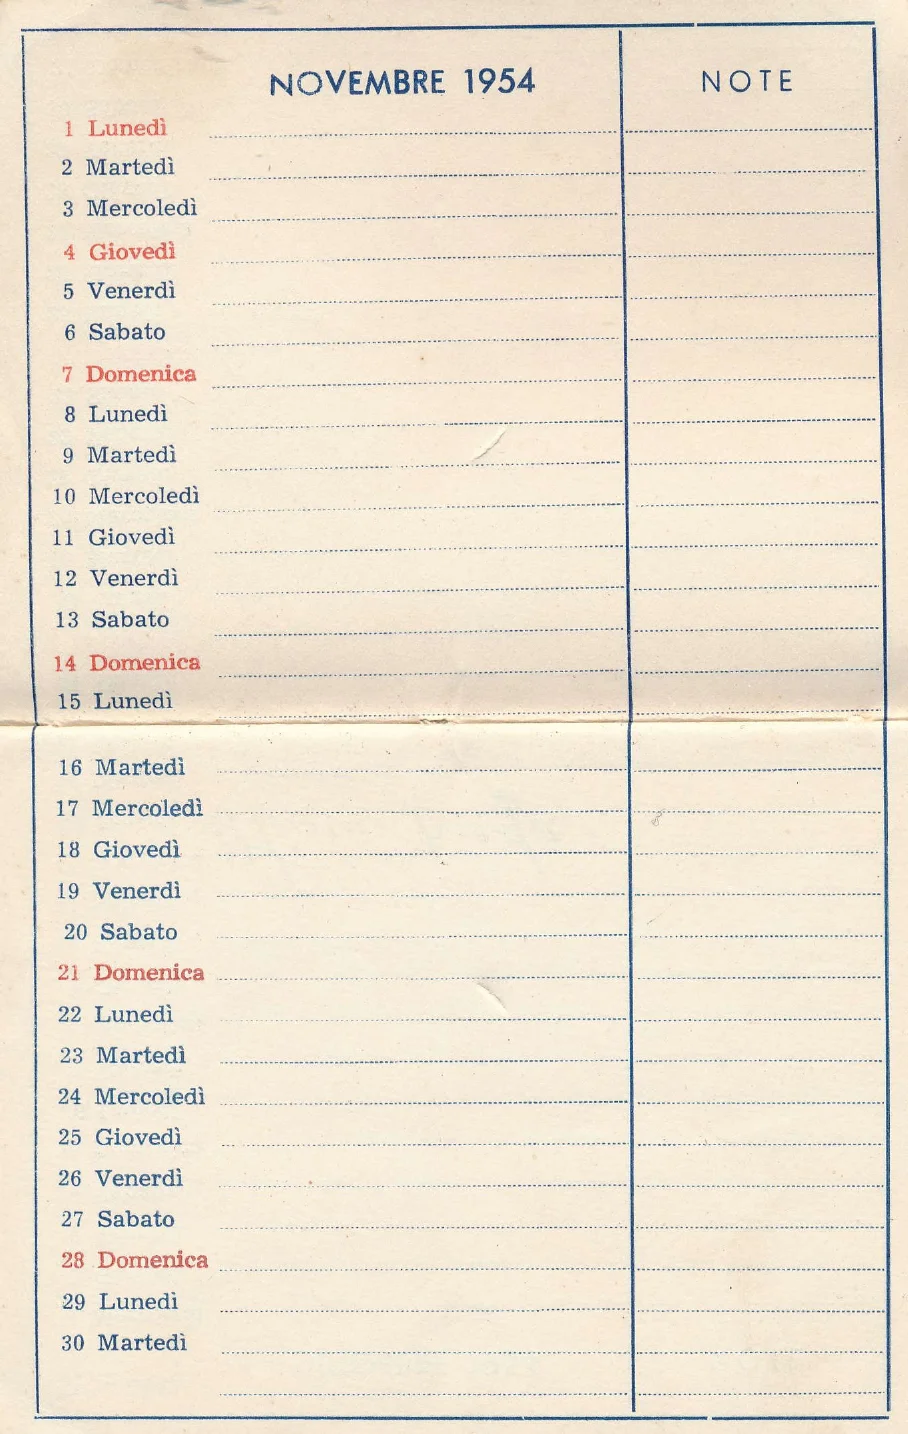 NOVEMBRE 1954 NOTE
1 Lunedì
2 Martedì
3 Mercoledì
4 Giovedì
5 Venerdì
6 Sabato
7 Domenica
8 Lunedì
9 Martedì
10 Mercoledì
11 Giovedì
12 Venerdì
13 Sabato
14 Domenica
15 Lunedì
16 Martedì
17 Mercoledì
18 Giovedì
19 Venerdì
20 Sabato
21 Domenica
22 Lunedì
23 Martedì
24 Mercoledì
25 Giovedì
26 Venerdì
27 Sabato
28 Domenica
29 Lunedì
30 Martedì